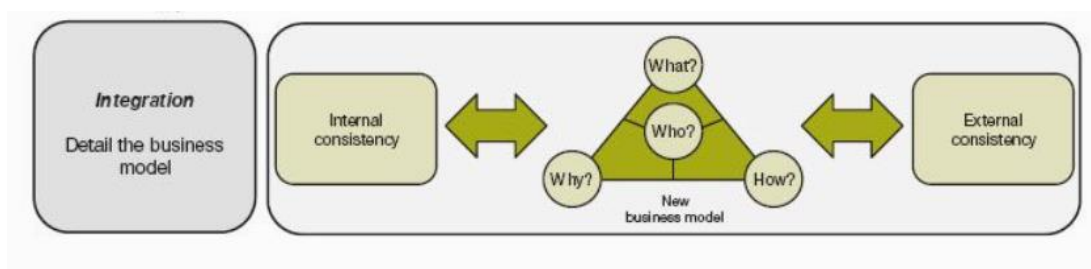 Integration
Detail the business
model
Internal
consistency
What?
Who?
Why?
How?
New
business model
External
consistency